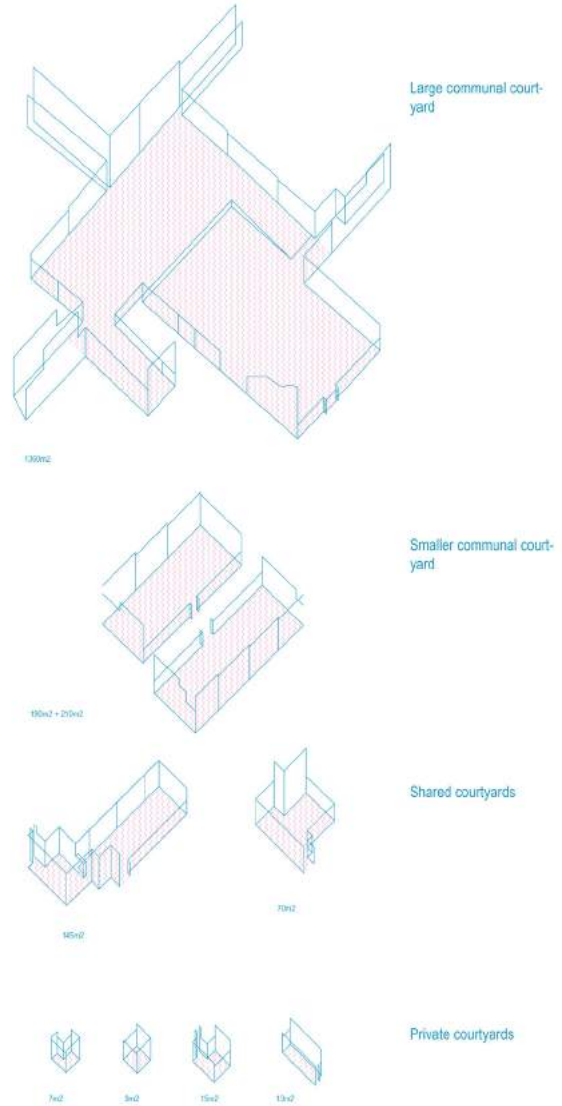 Large communal court-
yard
1360m2
Smaller communal court-
yard
190m2 + 210m2
Shared courtyards
70m2
145m2
Private courtyards
7m2
9m2
15m2
13m2